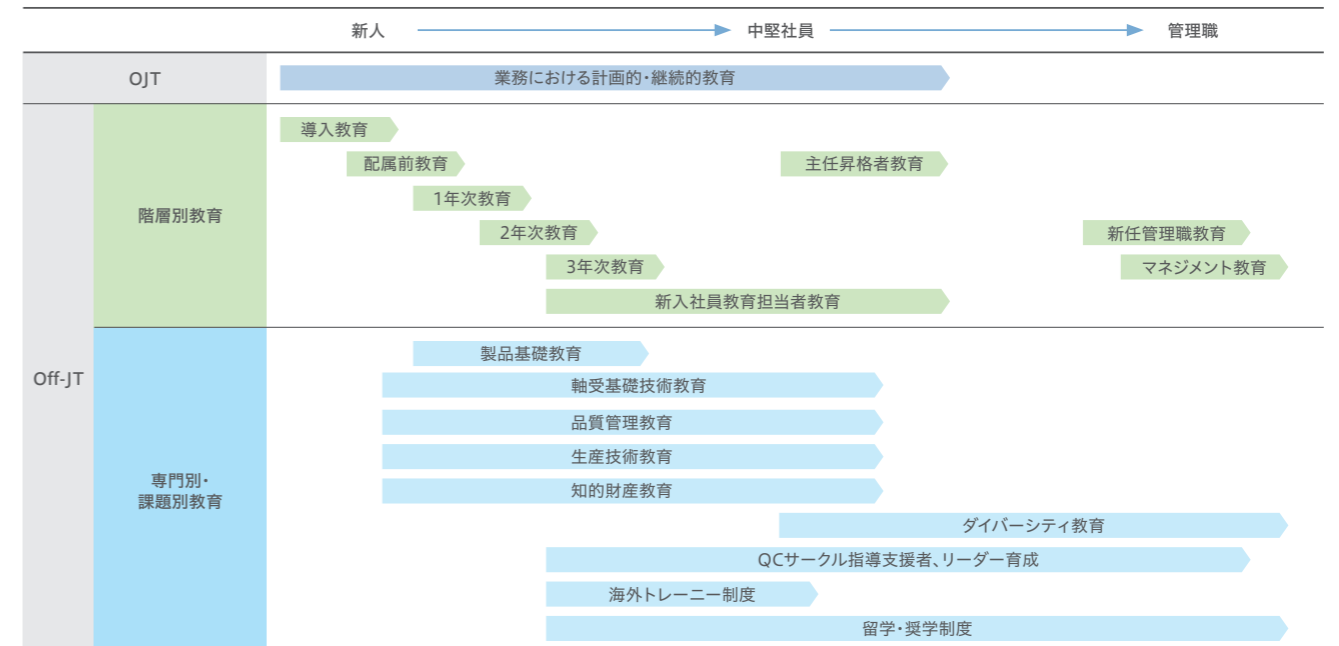 新人 中堅社員 管理職
OJT 業務における計画的・継続的教育
導入教育
配属前教育 主任昇格者教育
1年次教育
階層別教育
2年次教育 新任管理職教育
3年次教育 マネジメント教育
新入社員教育担当者教育
製品基礎教育
Off-JT
軸受基礎技術教育
品質管理教育
生産技術教育
専門別・
課題別教育
知的財産教育
ダイバーシティ教育
QCサークル指導支援者、リーダー育成
海外トレーニー制度
留学・奨学制度